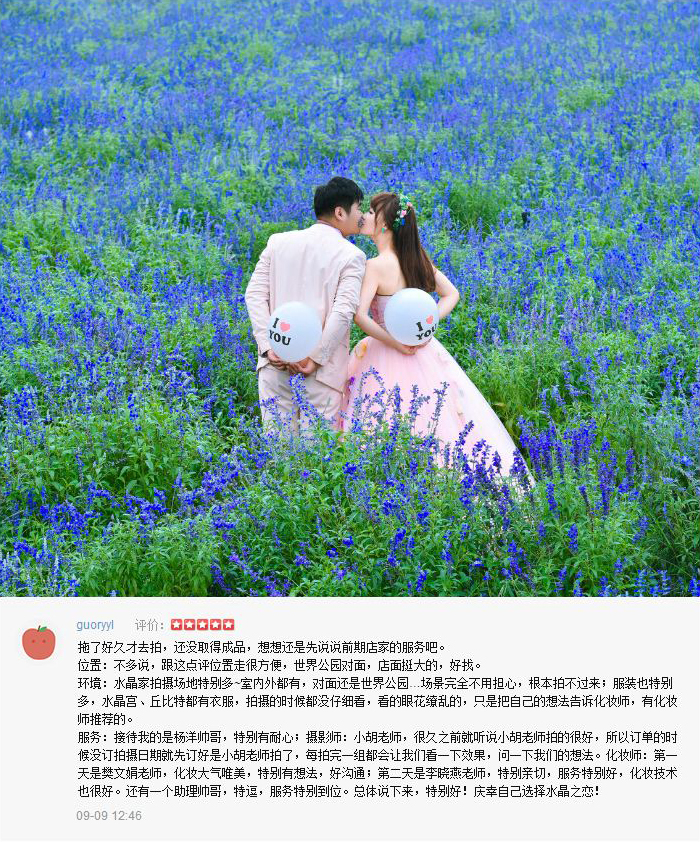 I ❤
YOU
I ❤
YOU
guoryyl 评价:
拖了好久才去拍，还没取得成品，想想还是先说说前期店家的服务吧。
位置：不多说，跟这点评位置走很方便，世界公园对面，店面挺大的，好找。
环境：水晶家拍摄场地特别多~室内外都有，对面还是世界公园...场景完全不用担心，根本拍不过来；服装也特别
多，水晶宫、丘比特都有衣服，拍摄的时候都没仔细看，看的眼花缭乱的，只是把自己的想法告诉化妆师，有化妆
师推荐的。
服务：接待我的是杨洋帅哥，特别有耐心；摄影师：小胡老师，很久之前就听说小胡老师拍的很好，所以订单的时
候没订拍摄日期就先订好是小胡老师拍了，每拍完一组都会让我们看一下效果，问一下我们的想法。化妆师：第一
天是樊文娟老师，化妆大气唯美，特别有想法，好沟通；第二天是李晓燕老师，特别亲切，服务特别好，化妆技术
也很好。还有一个助理帅哥，特逗，服务特别到位。总体说下来，特别好！庆幸自己选择水晶之恋！
09-09 12:46